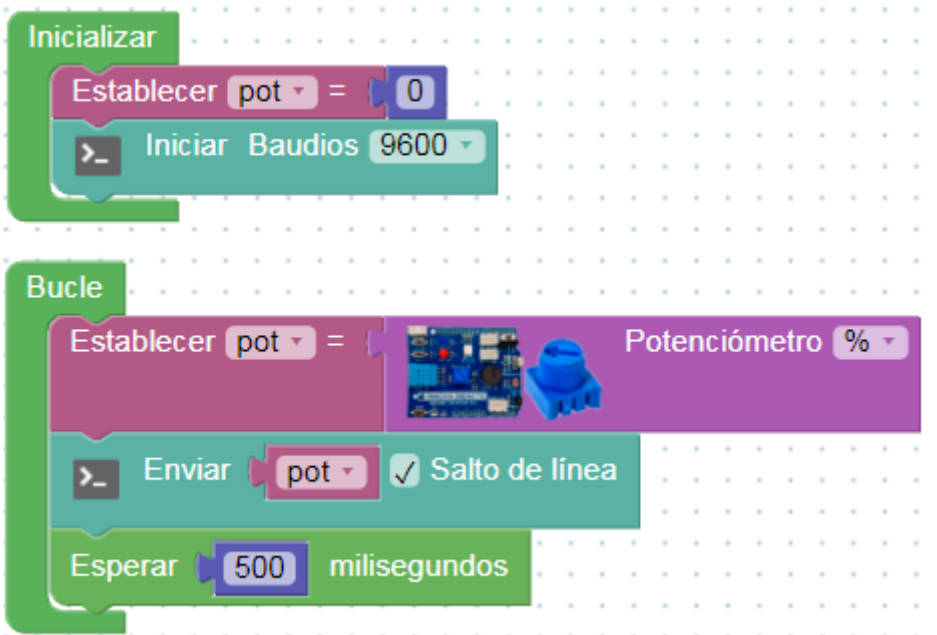 Inicializar
Establecer pot = 0
>_ Iniciar Baudios 9600
Bucle
Establecer pot = Potenciómetro %
>_ Enviar pot ✓ Salto de línea
Esperar 500 milisegundos